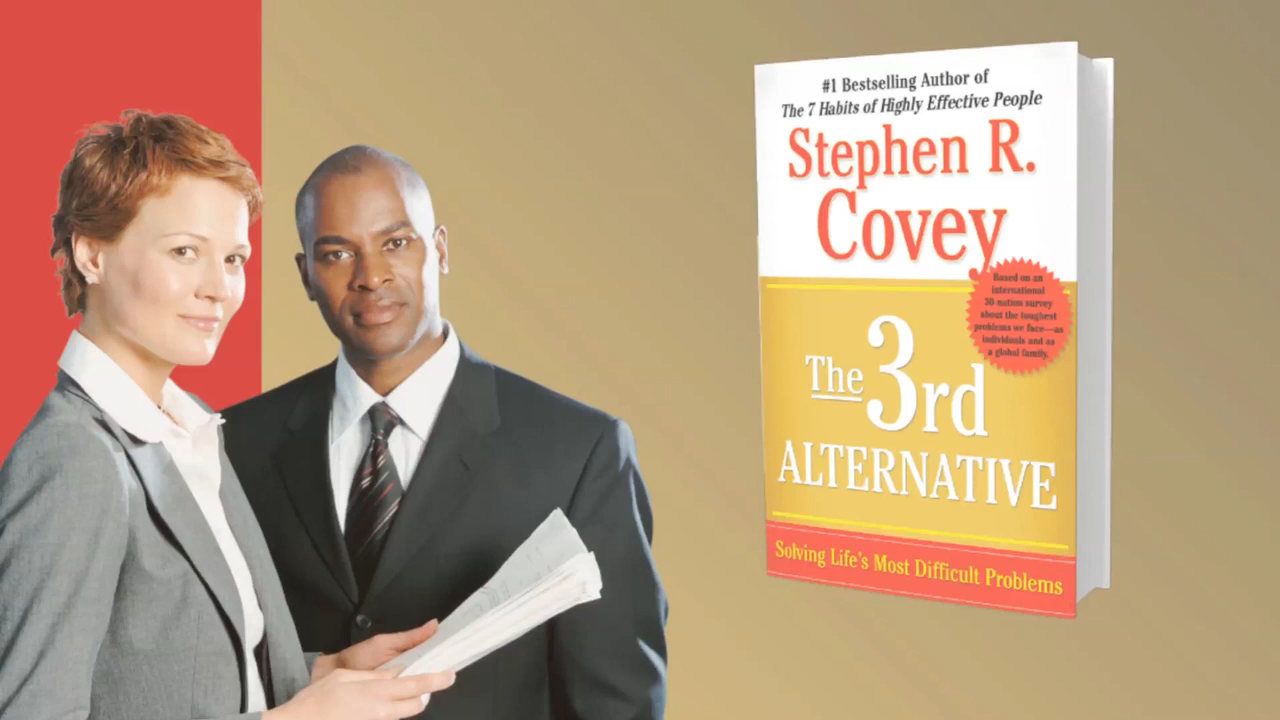 #1 Bestselling Author of
The 7 Habits of Highly Effective People
Stephen R.
Covey
Based on an
international
30-nation survey
about the toughest
problems we face—as
individuals and as
a global family.
The 3rd
ALTERNATIVE
Solving Life's Most Difficult Problems